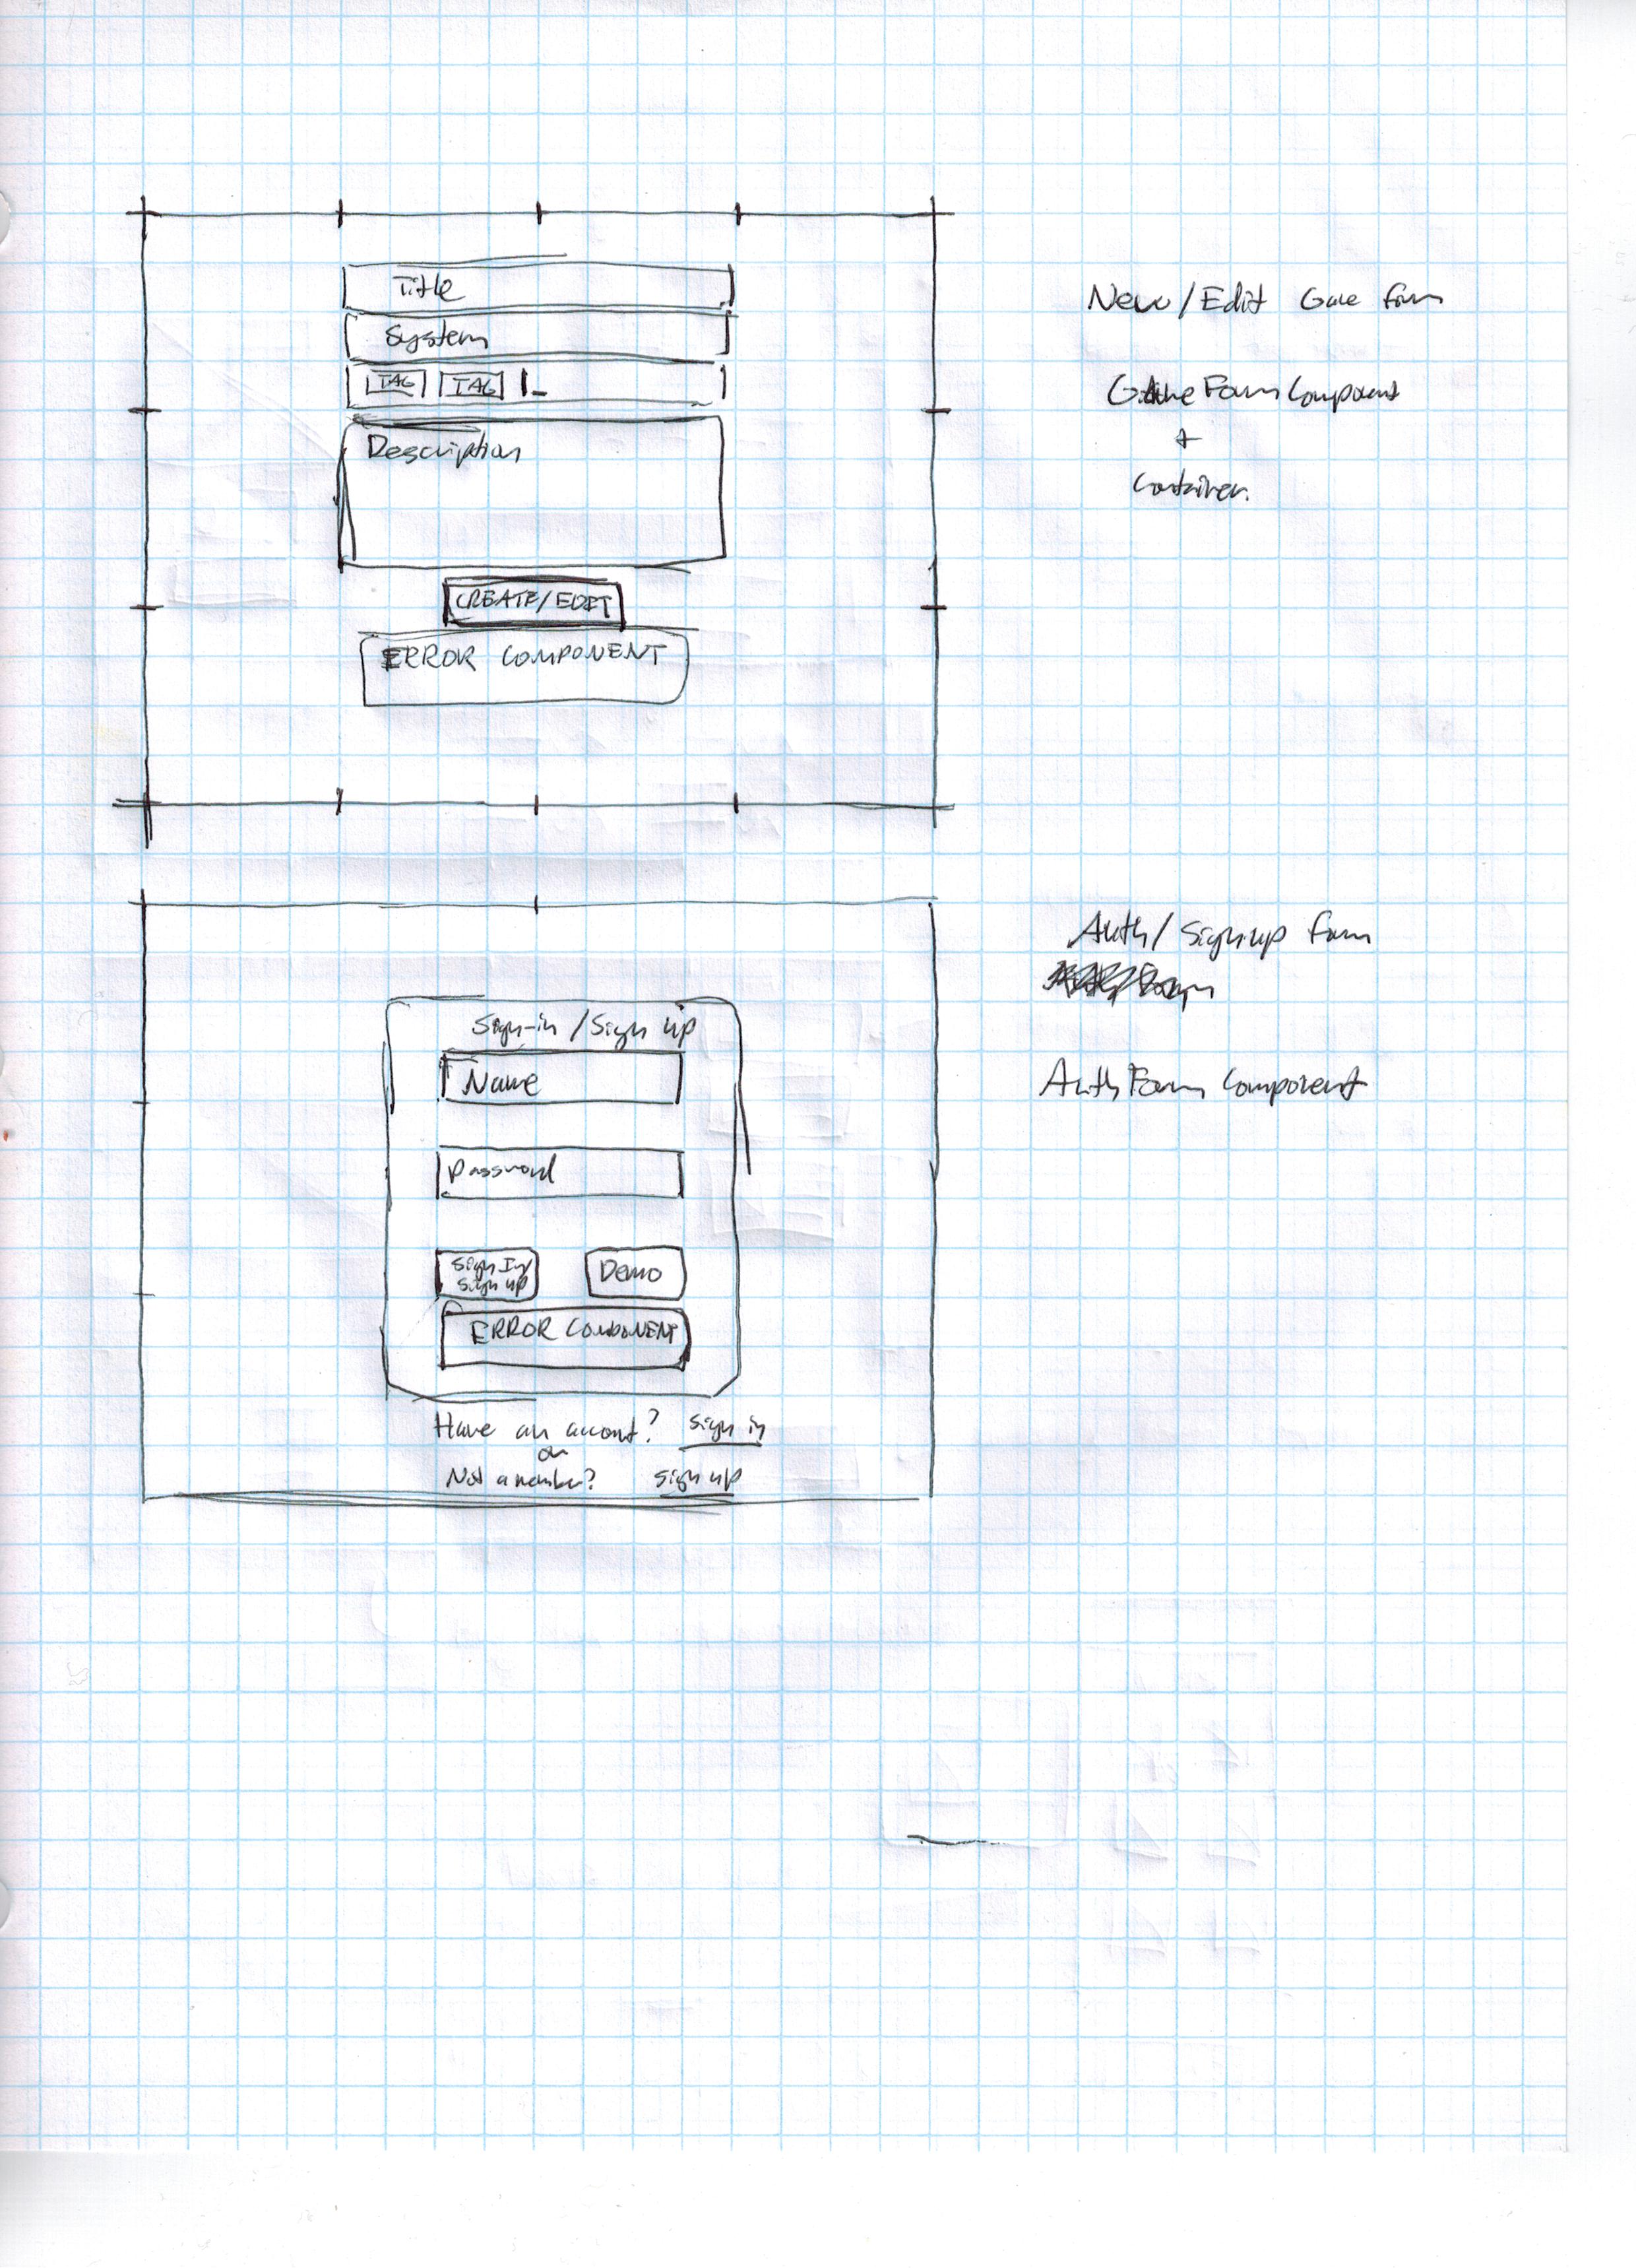 Title
System
TAG TAG
Description
CREATE/EDIT
ERROR COMPONENT
New/Edit Game Form
Game Form Component
+
Container.
Sign-in / Sign up
Name
Password
Sign In/
Sign up
Demo
ERROR COMPONENT
Have an account? Sign in
or
Not a member? Sign up
Auth/Signup Form
Auth Form Component